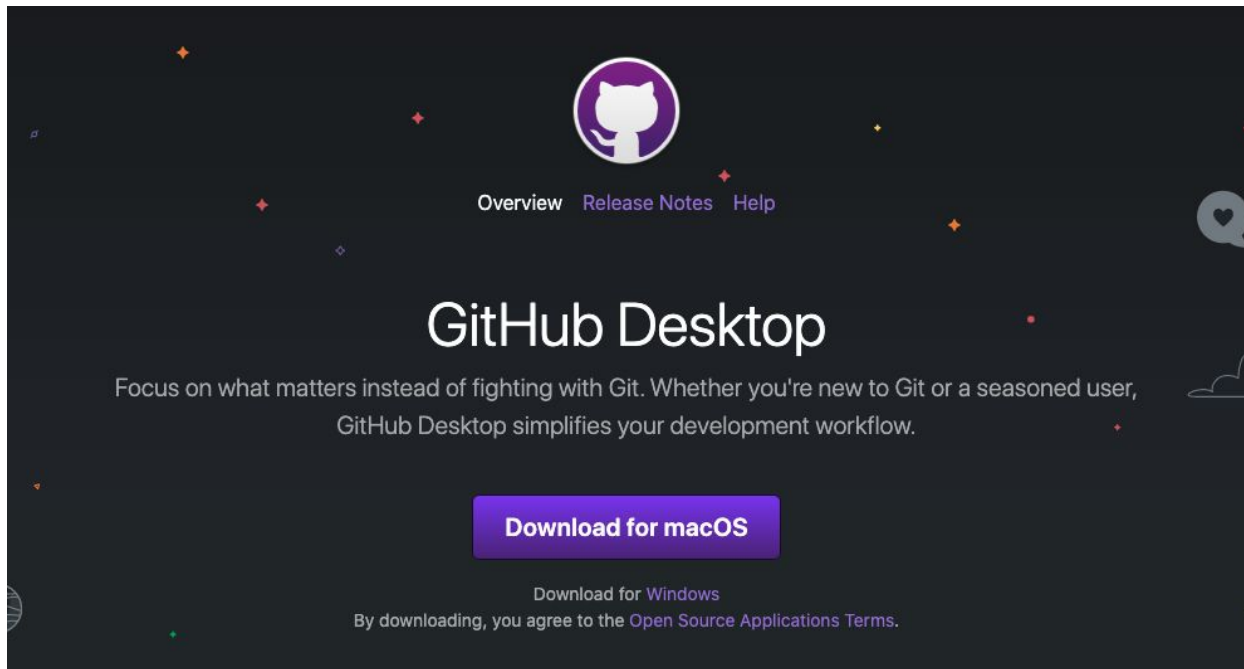 Overview Release Notes Help
GitHub Desktop
Focus on what matters instead of fighting with Git. Whether you're new to Git or a seasoned user,
GitHub Desktop simplifies your development workflow.
Download for macOS
Download for Windows
By downloading, you agree to the Open Source Applications Terms.